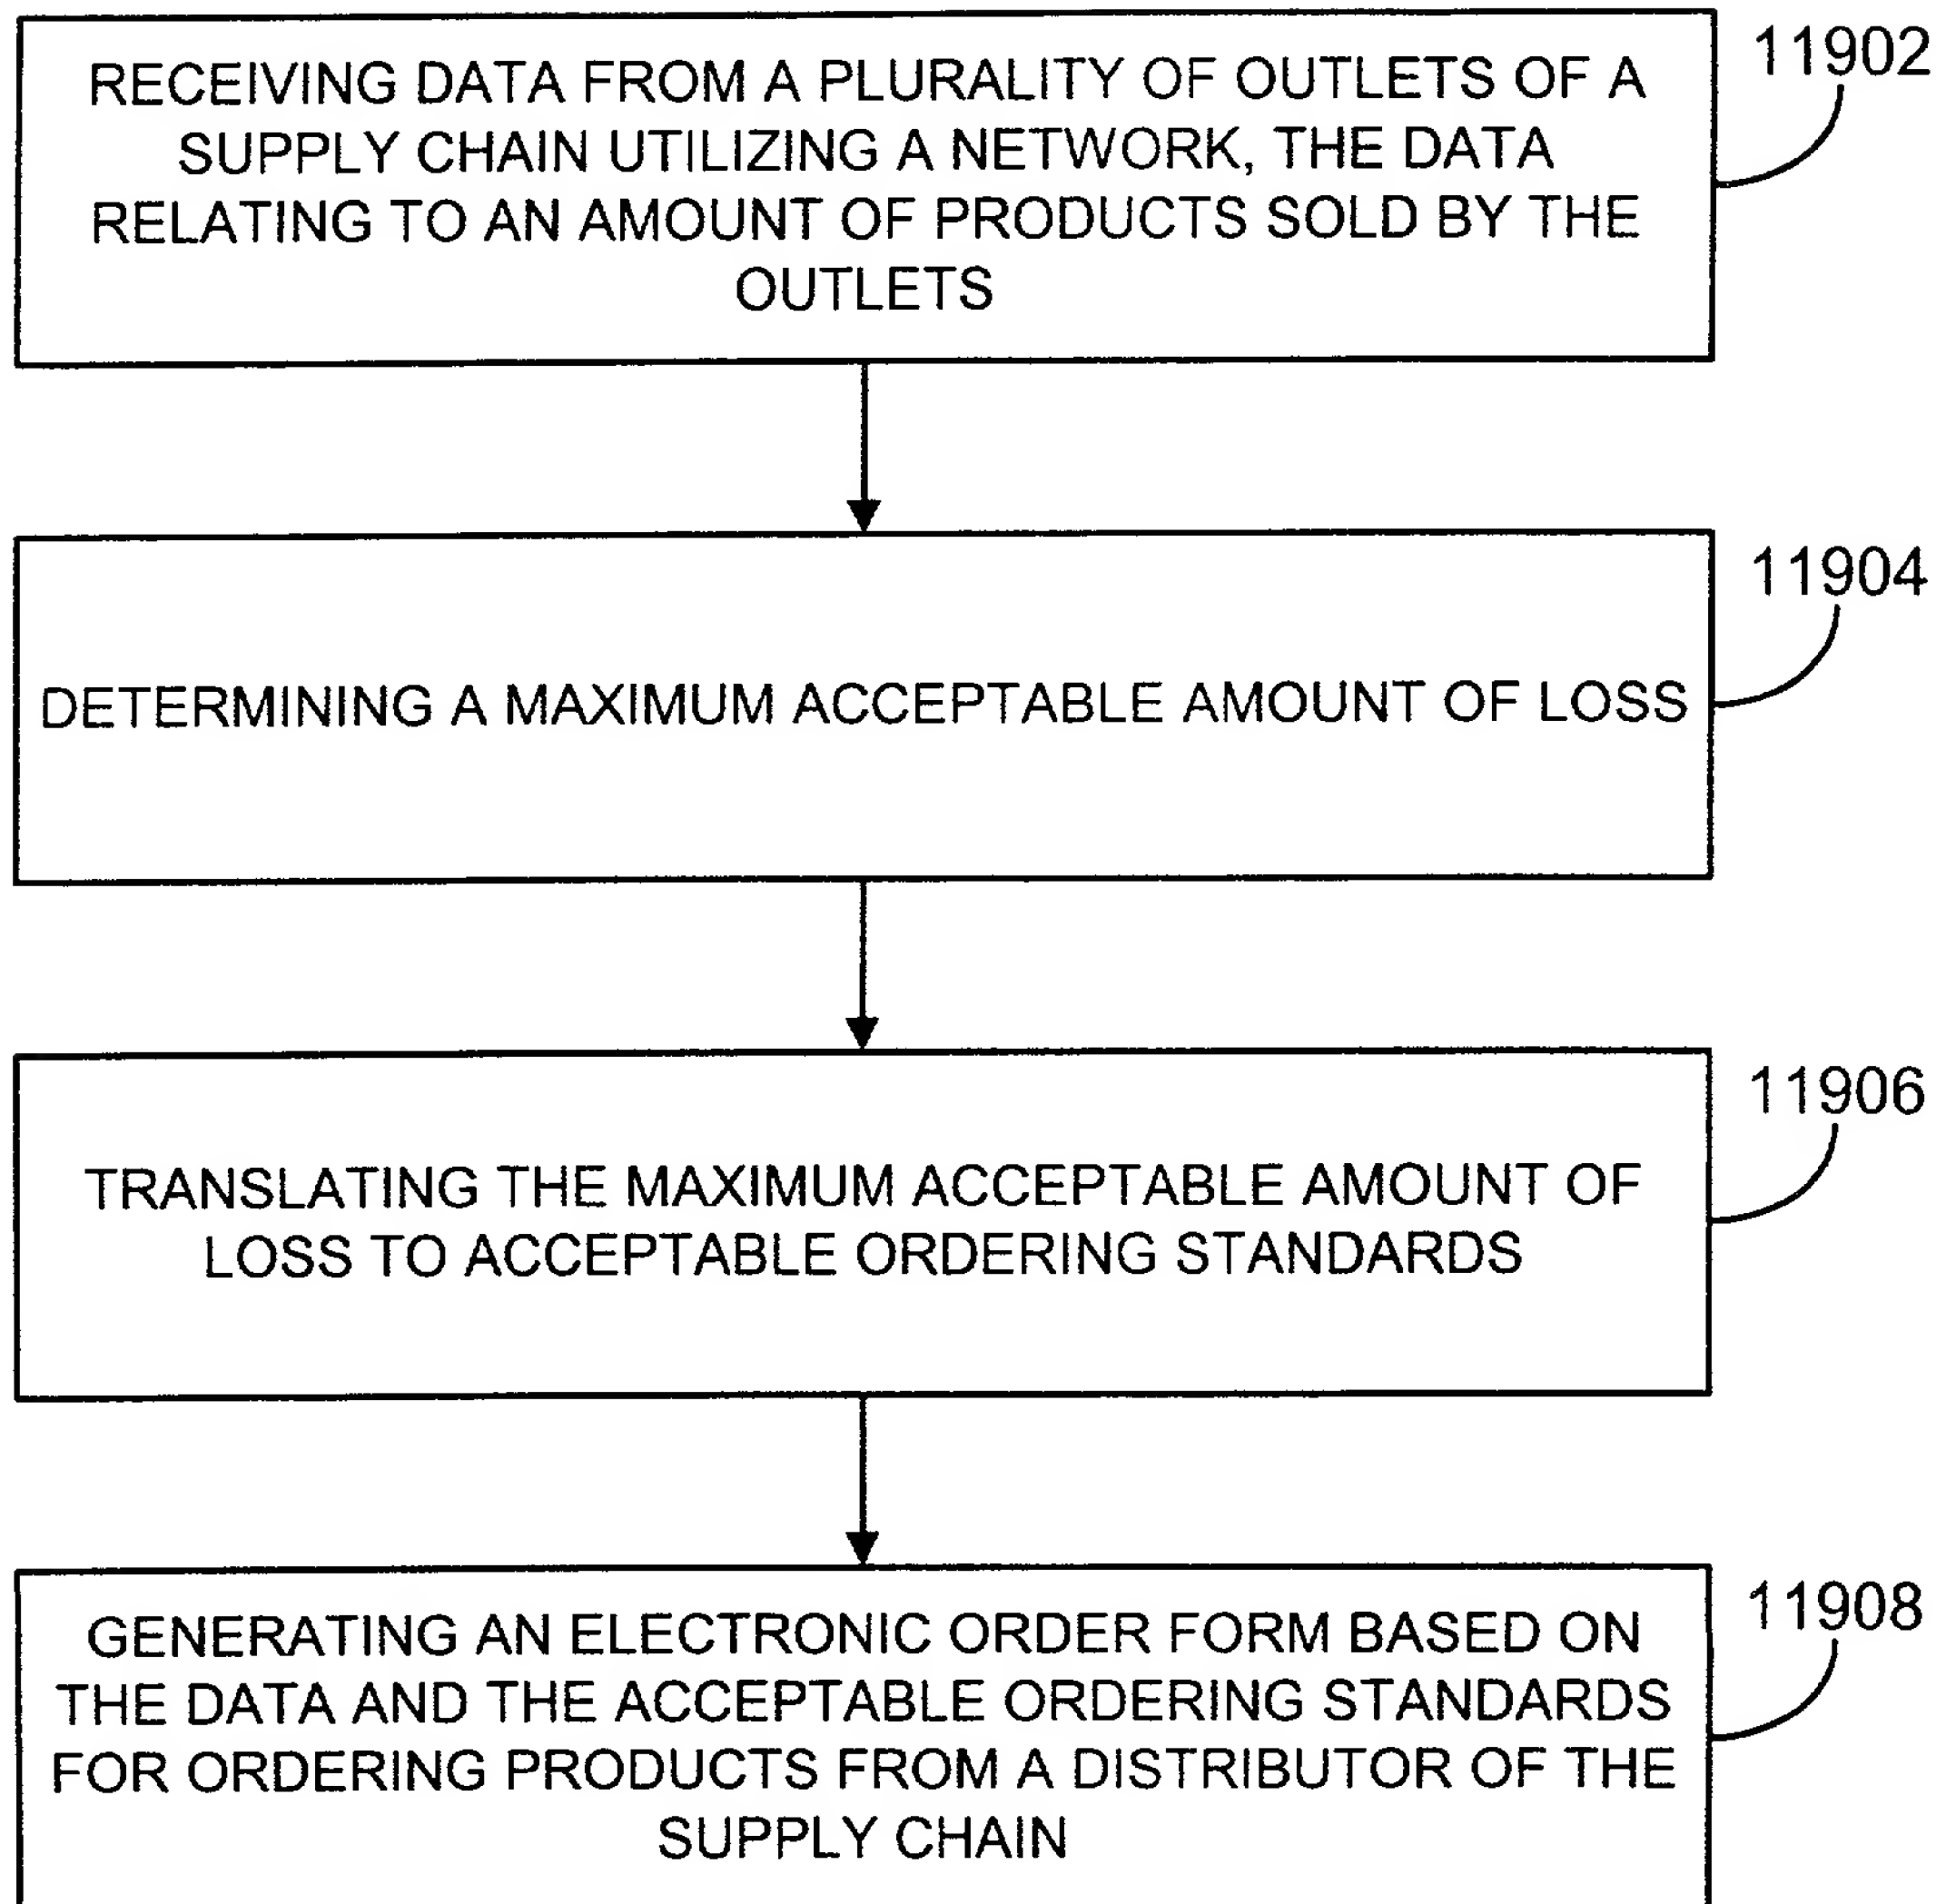 11902
RECEIVING DATA FROM A PLURALITY OF OUTLETS OF A
SUPPLY CHAIN UTILIZING A NETWORK, THE DATA
RELATING TO AN AMOUNT OF PRODUCTS SOLD BY THE
OUTLETS
11904
DETERMINING A MAXIMUM ACCEPTABLE AMOUNT OF LOSS
11906
TRANSLATING THE MAXIMUM ACCEPTABLE AMOUNT OF
LOSS TO ACCEPTABLE ORDERING STANDARDS
11908
GENERATING AN ELECTRONIC ORDER FORM BASED ON
THE DATA AND THE ACCEPTABLE ORDERING STANDARDS
FOR ORDERING PRODUCTS FROM A DISTRIBUTOR OF THE
SUPPLY CHAIN